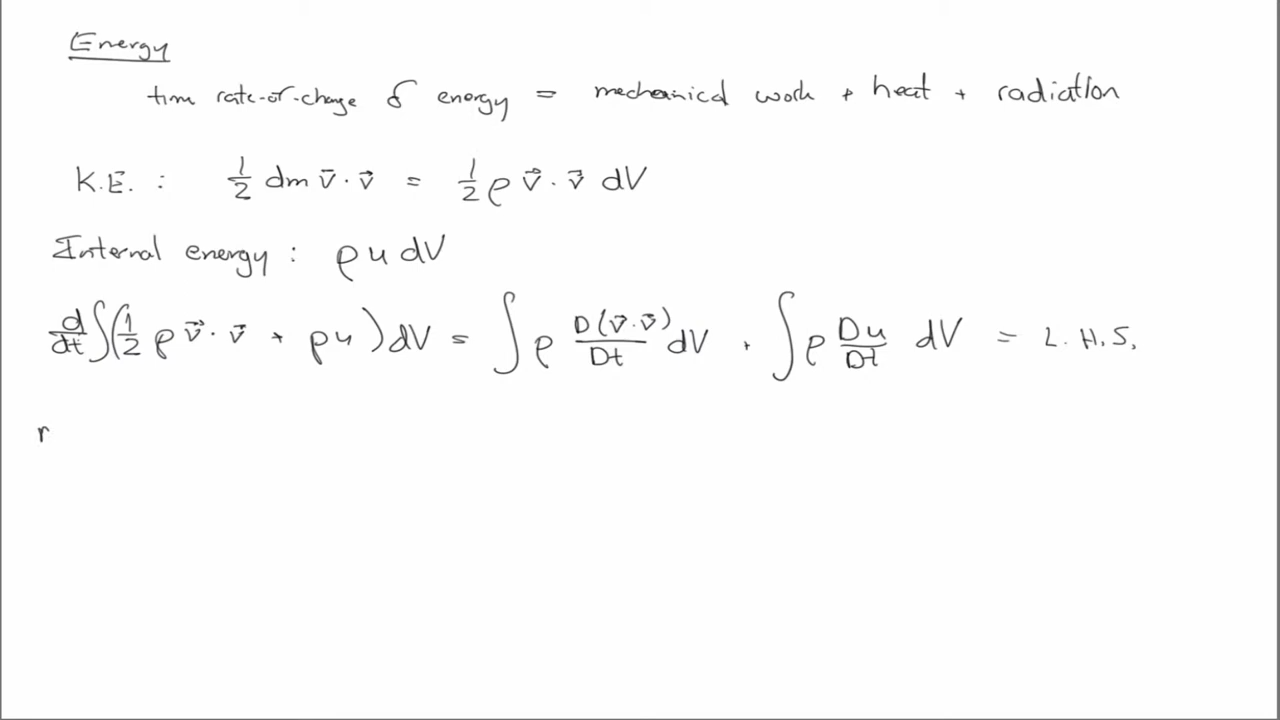 Energy
time rate-of-change of energy = mechanical work + heat + radiation
K.E. : 1/2 dm v⃗ · v⃗ = 1/2 ρ v⃗ · v⃗ dV
Internal energy : ρ u dV
d/dt ∫ (1/2 ρ v⃗ · v⃗ + ρu) dV = ∫ ρ D(v⃗ · v⃗)/Dt dV + ∫ ρ Du/Dt dV = L.H.S.
r